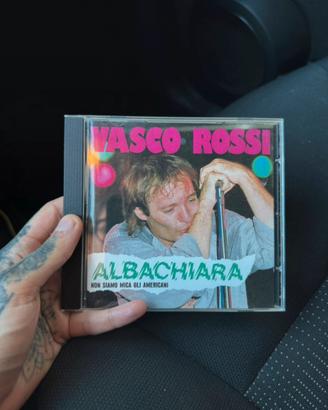 VASCO ROSSI
ALBACHIARA
NON SIAMO MICA GLI AMERICANI